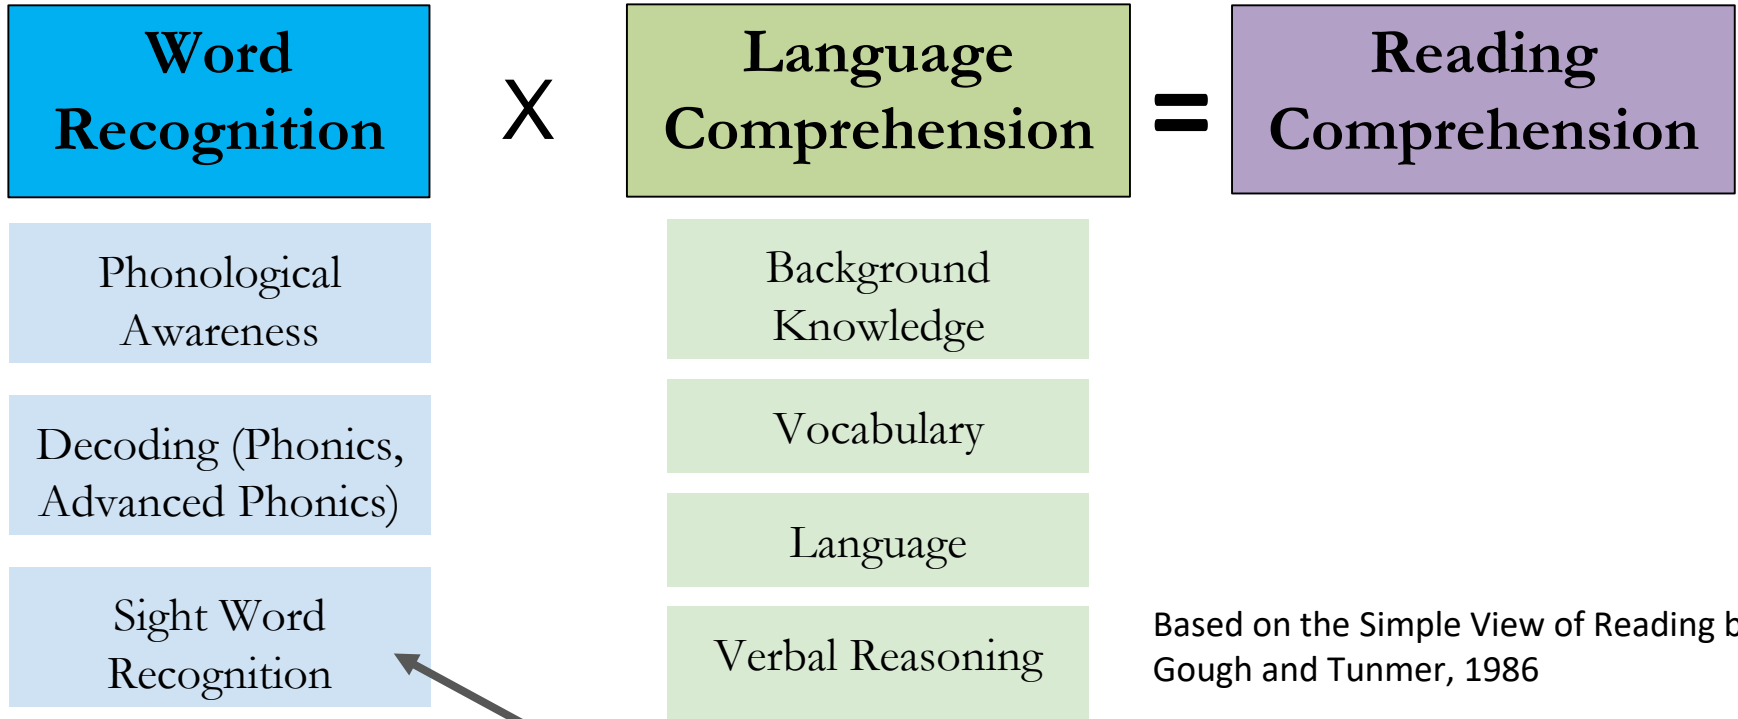 Word
Recognition
X
Language
Comprehension
=
Reading
Comprehension
Phonological
Awareness
Decoding (Phonics,
Advanced Phonics)
Sight Word
Recognition
Background
Knowledge
Vocabulary
Language
Verbal Reasoning
Based on the Simple View of Reading
Gough and Tunmer, 1986